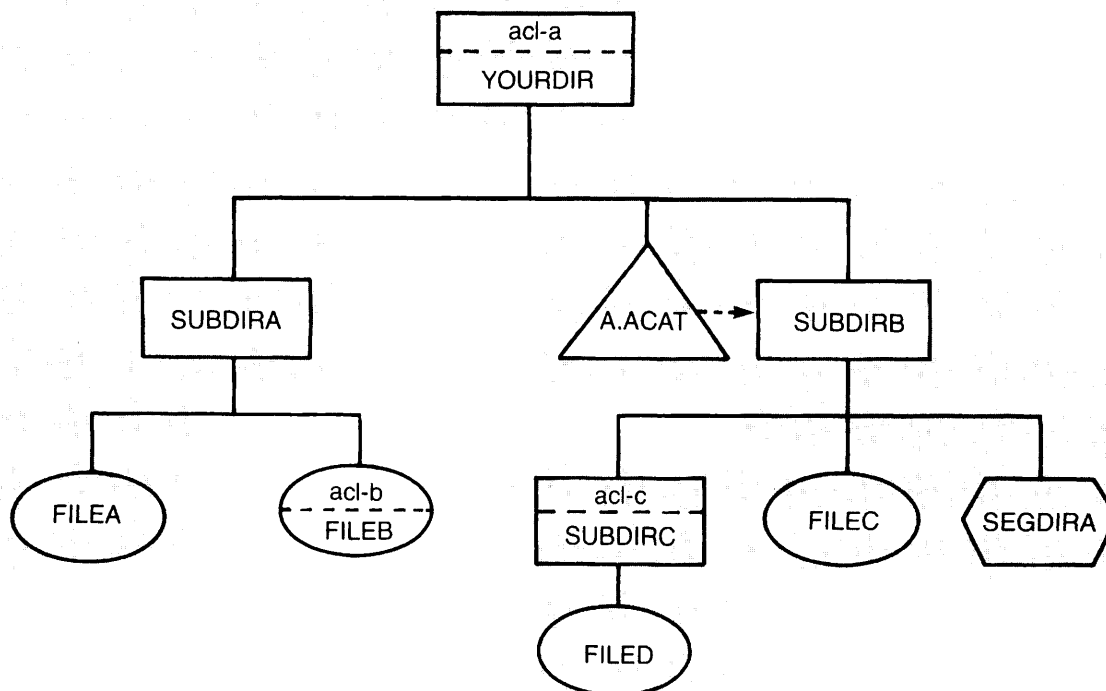 acl-a
YOURDIR
SUBDIRA
A.ACAT
SUBDIRB
FILEA
acl-b
FILEB
acl-c
SUBDIRC
FILEC
SEGDIRA
FILED